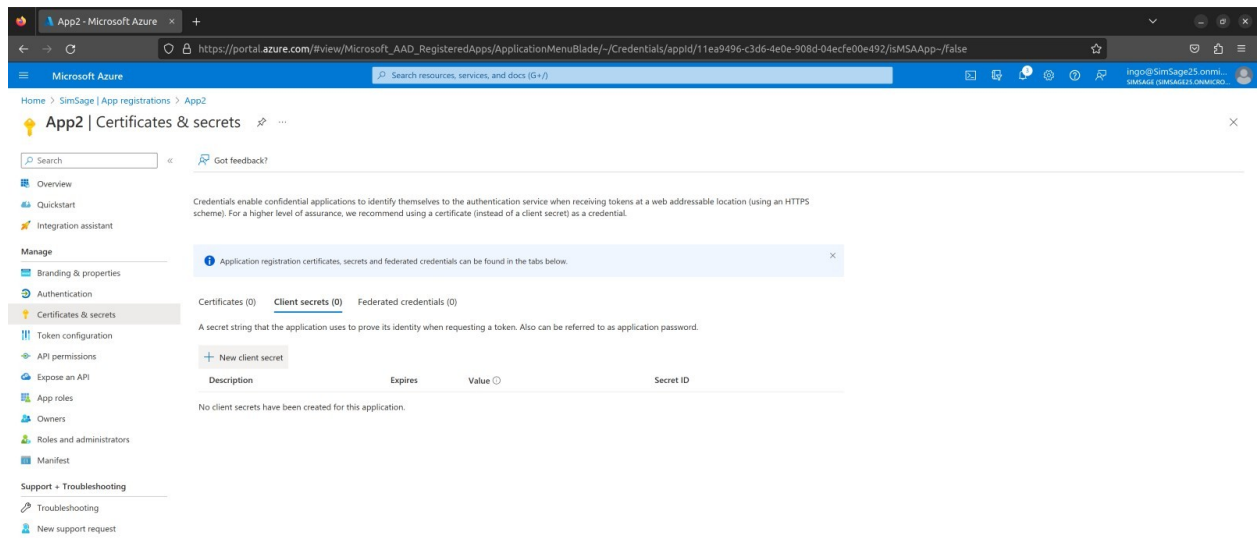 App2 - Microsoft Azure
https://portal.azure.com/#view/Microsoft_AAD_RegisteredApps/ApplicationMenuBlade/~/Credentials/appId/11ea9496-c3d6-4e0e-908d-04ecfe00e492/isMSAApp~/false
Microsoft Azure
Search resources, services, and docs (G+/)
1
ingo@SimSage25.onmi...
SIMSAGE (SIMSAGE25.ONMICRO...
Home > SimSage | App registrations > App2
App2 | Certificates & secrets
Search
Got feedback?
Overview
Quickstart
Integration assistant
Manage
Branding & properties
Authentication
Certificates & secrets
Token configuration
API permissions
Expose an API
App roles
Owners
Roles and administrators
Manifest
Support + Troubleshooting
Troubleshooting
New support request
Credentials enable confidential applications to identify themselves to the authentication service when receiving tokens at a web addressable location (using an HTTPS
scheme). For a higher level of assurance, we recommend using a certificate (instead of a client secret) as a credential.
Application registration certificates, secrets and federated credentials can be found in the tabs below.
Certificates (0) Client secrets (0) Federated credentials (0)
A secret string that the application uses to prove its identity when requesting a token. Also can be referred to as application password.
New client secret
Description Expires Value Secret ID
No client secrets have been created for this application.